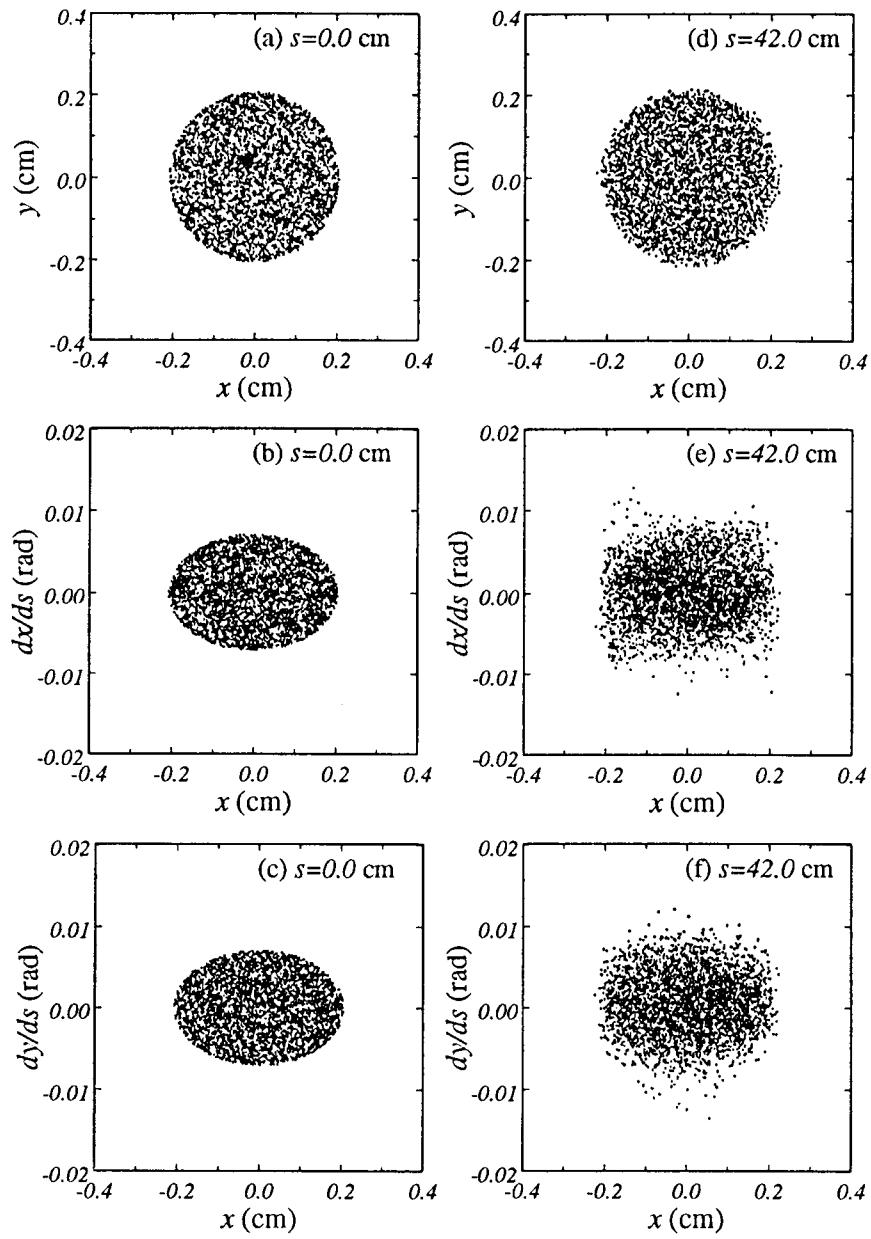 (a) s=0.0 cm
0.4
0.2
0.0
-0.2
-0.4
y (cm)
-0.4 -0.2 0.0 0.2 0.4
x (cm)
(d) s=42.0 cm
0.4
0.2
0.0
-0.2
-0.4
y (cm)
-0.4 -0.2 0.0 0.2 0.4
x (cm)
(b) s=0.0 cm
0.02
0.01
0.00
-0.01
-0.02
dx/ds (rad)
-0.4 -0.2 0.0 0.2 0.4
x (cm)
(e) s=42.0 cm
0.02
0.01
0.00
-0.01
-0.02
dx/ds (rad)
-0.4 -0.2 0.0 0.2 0.4
x (cm)
(c) s=0.0 cm
0.02
0.01
0.00
-0.01
-0.02
dy/ds (rad)
-0.4 -0.2 0.0 0.2 0.4
x (cm)
(f) s=42.0 cm
0.02
0.01
0.00
-0.01
-0.02
dy/ds (rad)
-0.4 -0.2 0.0 0.2 0.4
x (cm)